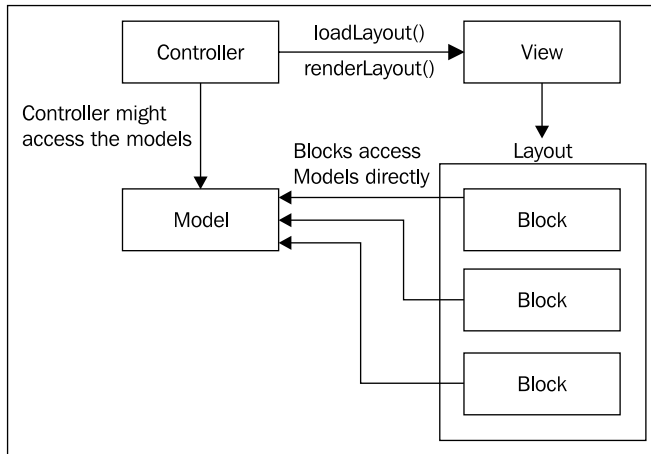 Controller
loadLayout()
renderLayout()
View
Controller might
access the models
Layout
Blocks access
Models directly
Model
Block
Block
Block